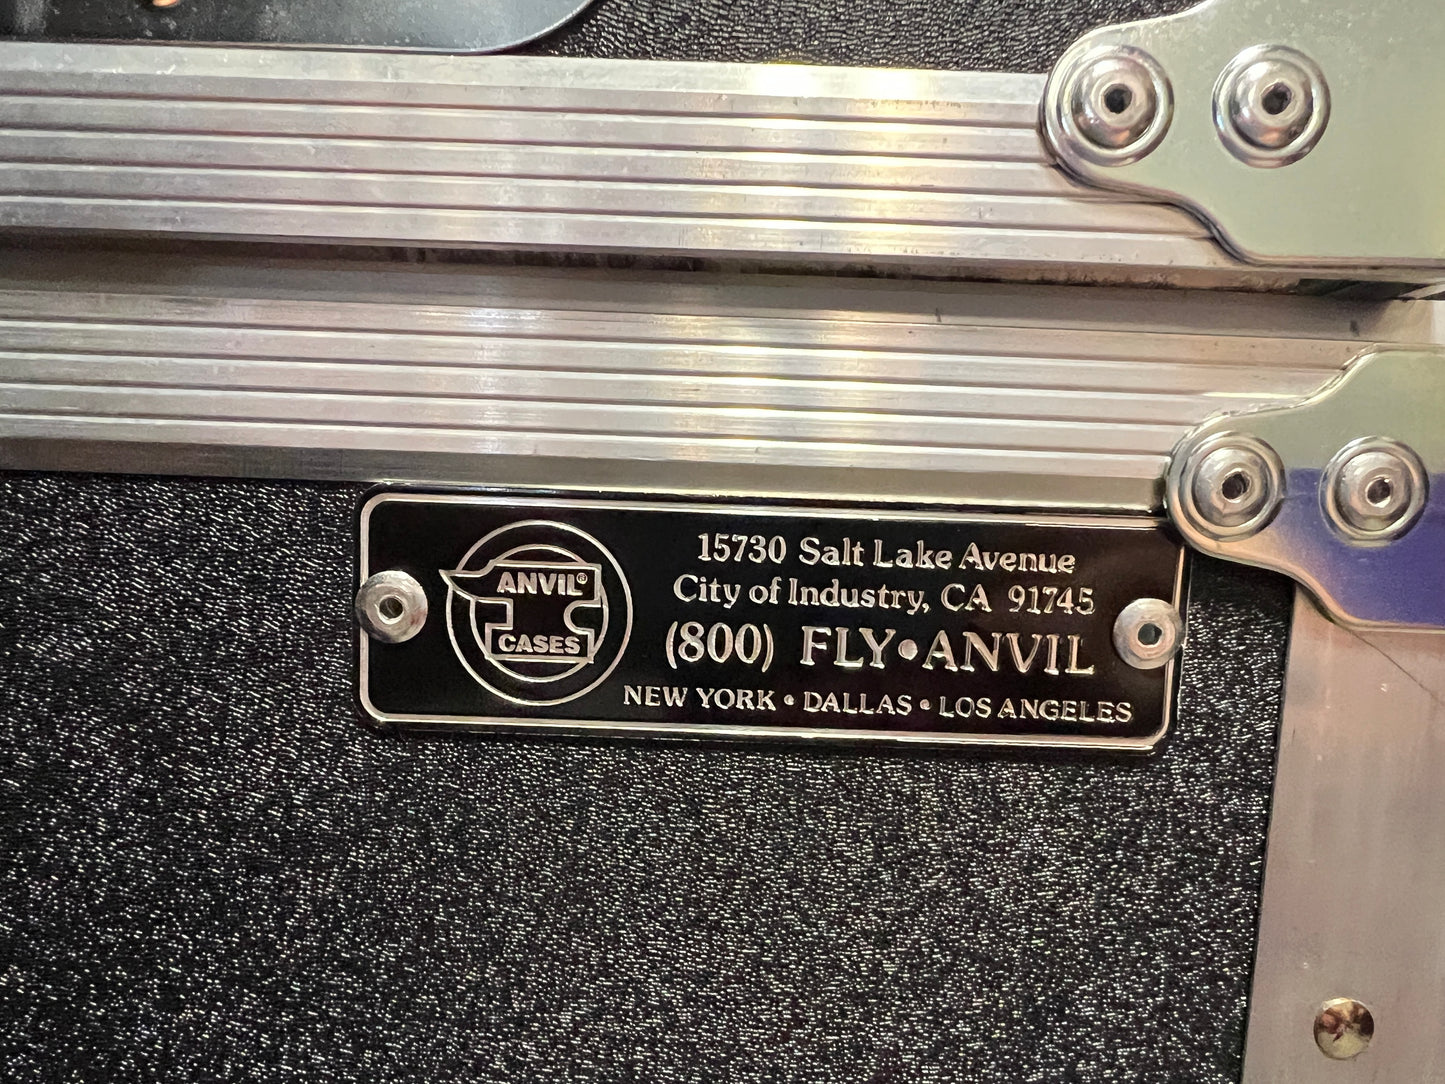 ANVIL®
CASES
15730 Salt Lake Avenue
City of Industry, CA 91745
(800) FLY•ANVIL
NEW YORK • DALLAS • LOS ANGELES